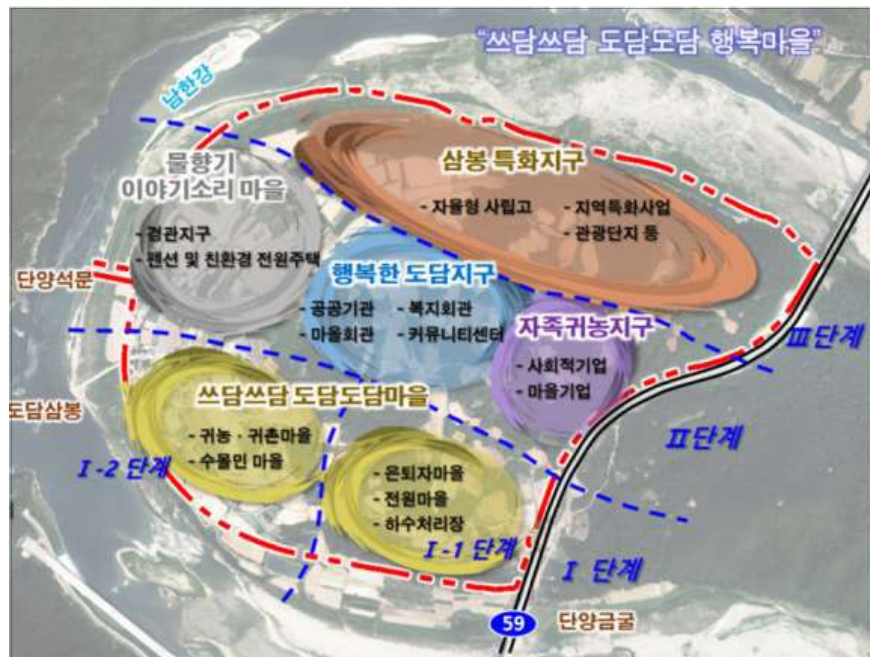 "쓰담쓰담 도담도담 행복마을"
남한강
물향기
이야기소리 마을
- 경관지구
- 펜션 및 친환경 전원주택
삼봉 특화지구
- 자율형 사립고
- 지역특화사업
- 관광단지 등
단양석문
행복한 도담지구
- 공공기관
- 복지회관
- 마을회관
- 커뮤니티센터
자족귀농지구
- 사회적기업
- 마을기업
Ⅲ단계
도담삼봉
쓰담쓰담 도담도담마을
- 귀농 · 귀촌마을
- 수몰민 마을
Ⅰ-2 단계
- 은퇴자마을
- 전원마을
- 하수처리장
Ⅰ-1 단계
Ⅱ단계
Ⅰ 단계
59
단양금굴